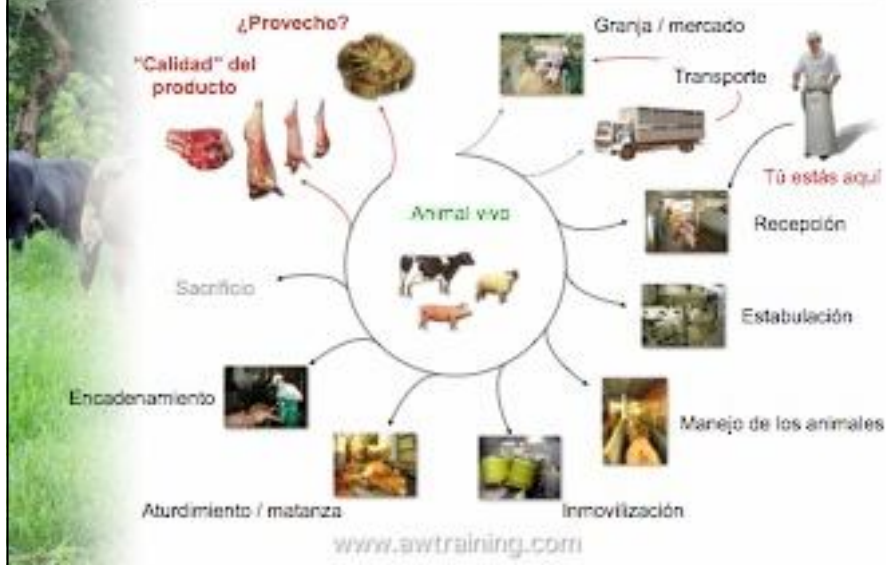 ¿Provecho?
"Calidad" del
producto
Granja / mercado
Transporte
Tú estás aquí
Animal vivo
Recepción
Estabulación
Manejo de los animales
Inmovilización
Aturdimiento / matanza
Encadenamiento
Sacrificio
www.awtraining.com